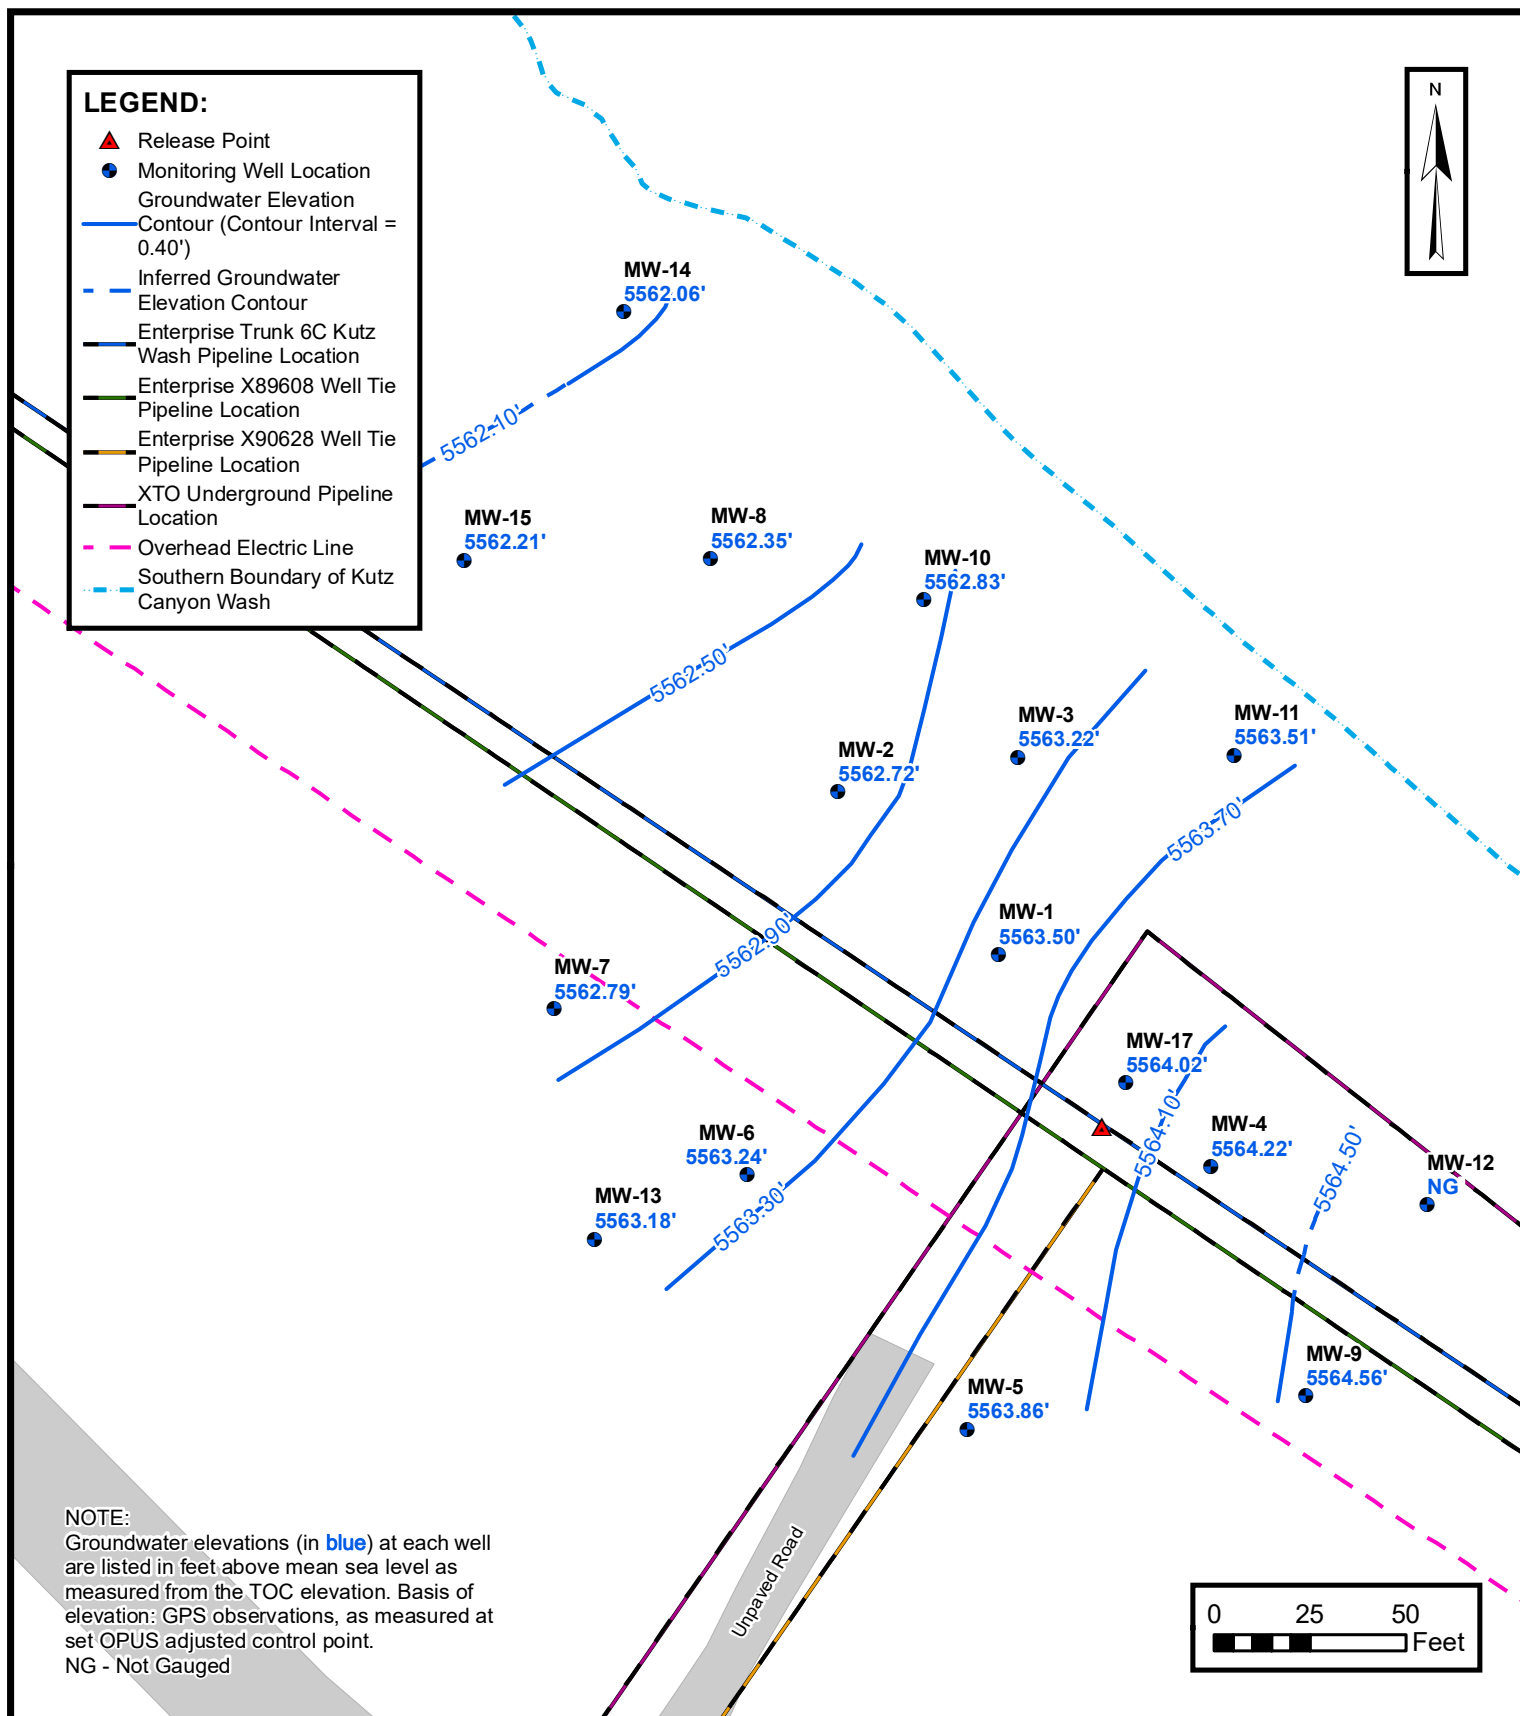 LEGEND:
Release Point
Monitoring Well Location
Groundwater Elevation
Contour (Contour Interval =
0.40')
Inferred Groundwater
Elevation Contour
Enterprise Trunk 6C Kutz
Wash Pipeline Location
Enterprise X89608 Well Tie
Pipeline Location
Enterprise X90628 Well Tie
Pipeline Location
XTO Underground Pipeline
Location
Overhead Electric Line
Southern Boundary of Kutz
Canyon Wash
N
MW-14
5562.06'
5562.10'
MW-15
5562.21'
MW-8
5562.35'
MW-10
5562.83'
5562.50'
MW-3
5563.22'
MW-11
5563.51'
MW-2
5562.72'
5563.70'
MW-1
5563.50'
5562.90'
MW-7
5562.79'
MW-17
5564.02'
5564.10'
MW-4
5564.22'
5564.50'
MW-12
NG
MW-6
5563.24'
MW-13
5563.18'
5563.30'
MW-9
5564.56'
MW-5
5563.86'
Unpaved Road
NOTE:
Groundwater elevations (in blue) at each well
are listed in feet above mean sea level as
measured from the TOC elevation. Basis of
elevation: GPS observations, as measured at
set OPUS adjusted control point.
NG - Not Gauged
0 25 50
Feet